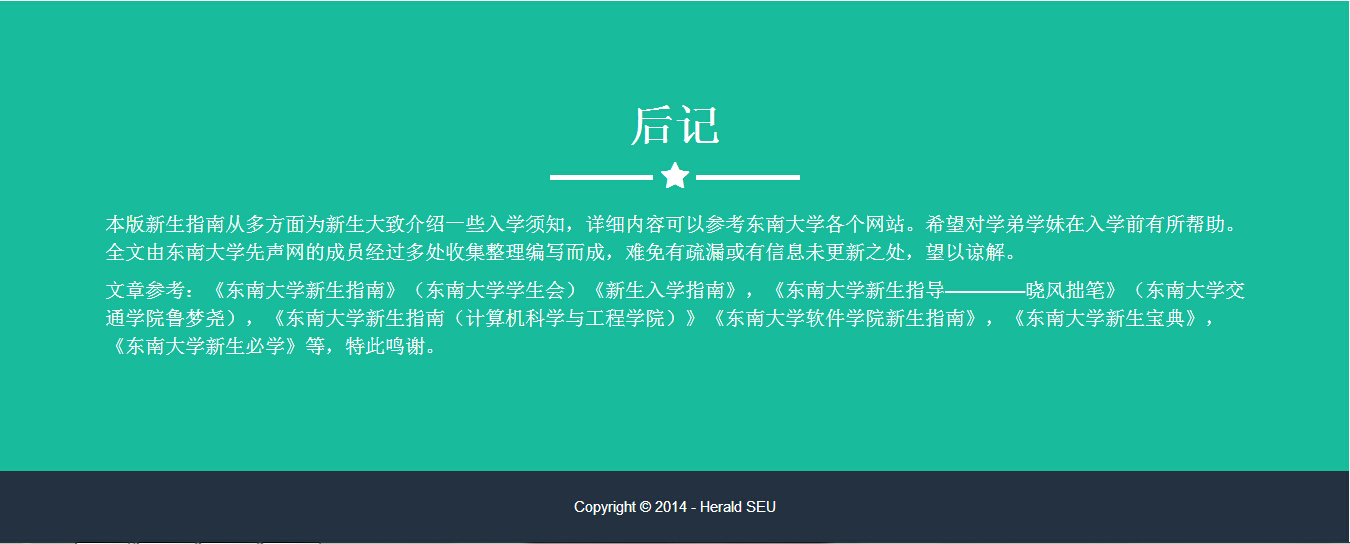 后记
本版新生指南从多方面为新生大致介绍一些入学须知，详细内容可以参考东南大学各个网站。希望对学弟学妹在入学前有所帮助。
全文由东南大学先声网的成员经过多处收集整理编写而成，难免有疏漏或有信息未更新之处，望以谅解。
文章参考：《东南大学新生指南》（东南大学学生会）《新生入学指南》，《东南大学新生指导————晓风拙笔》（东南大学交
通学院鲁梦尧），《东南大学新生指南（计算机科学与工程学院）》《东南大学软件学院新生指南》，《东南大学新生宝典》，
《东南大学新生必学》等，特此鸣谢。
Copyright © 2014 - Herald SEU